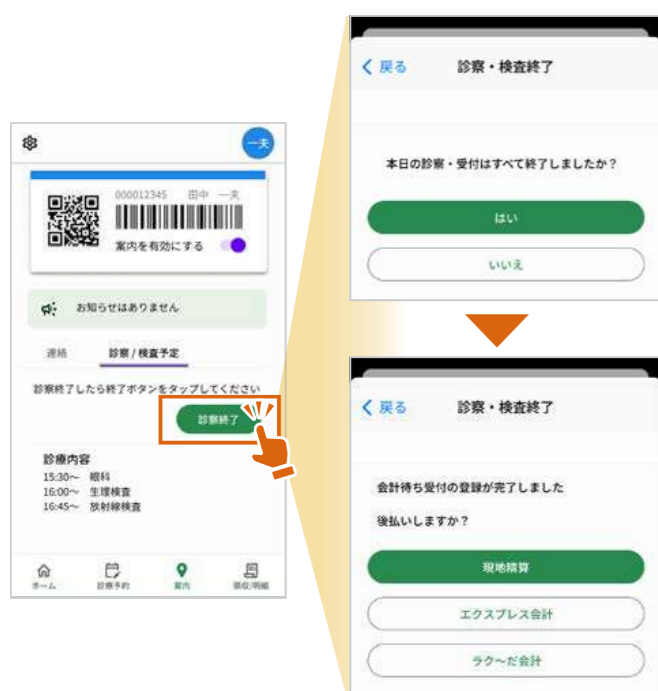 一夫
000012345 田中 一夫
案内を有効にする
お知らせはありません
連絡 診察/検査予定
診察終了したら終了ボタンをタップしてください
診察終了
診療内容
15:30〜 眼科
16:00〜 生理検査
16:45〜 放射線検査
ホーム 診療予約 案内 領収/明細
戻る 診察・検査終了
本日の診察・受付はすべて終了しましたか？
はい
いいえ
戻る 診察・検査終了
会計待ち受付の登録が完了しました
後払いしますか？
現地精算
エクスプレス会計
ラク〜だ会計